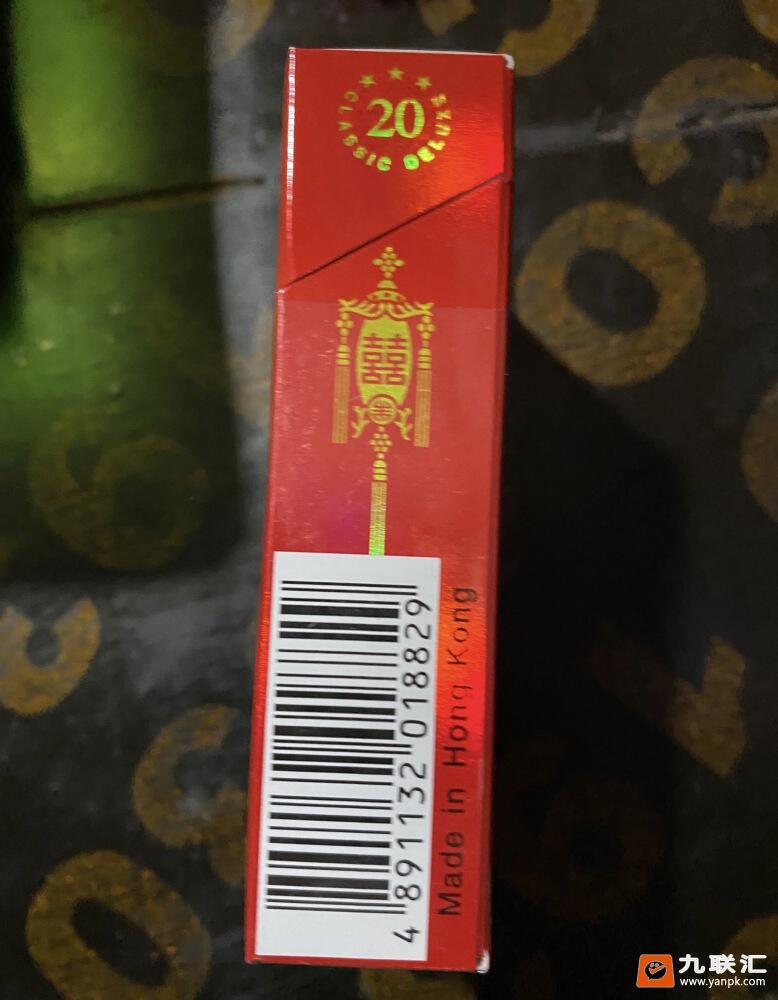 20
CLASSIC DELUXE
囍
4 891132 018829
Made in Hong Kong
九联汇
www.yanpk.com